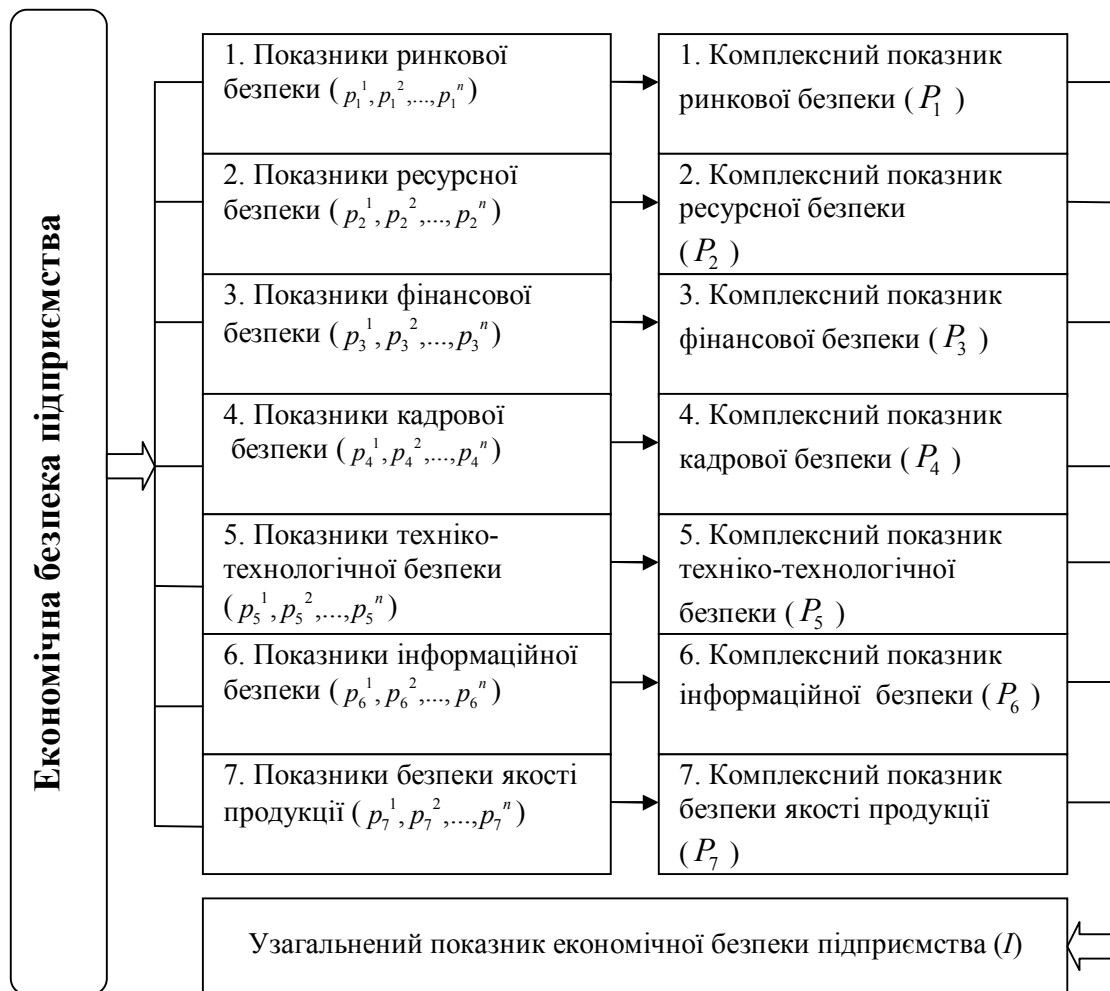 Економічна безпека підприємства
1. Показники ринкової
безпеки ( p₁¹, p₁²,..., p₁ⁿ )
1. Комплексний показник
ринкової безпеки ( P₁ )
2. Показники ресурсної
безпеки ( p₂¹, p₂²,..., p₂ⁿ )
2. Комплексний показник
ресурсної безпеки
( P₂ )
3. Показники фінансової
безпеки ( p₃¹, p₃²,..., p₃ⁿ )
3. Комплексний показник
фінансової безпеки ( P₃ )
4. Показники кадрової
безпеки ( p₄¹, p₄²,..., p₄ⁿ )
4. Комплексний показник
кадрової безпеки ( P₄ )
5. Показники техніко-
технологічної безпеки
( p₅¹, p₅²,..., p₅ⁿ )
5. Комплексний показник
техніко-технологічної
безпеки ( P₅ )
6. Показники інформаційної
безпеки ( p₆¹, p₆²,..., p₆ⁿ )
6. Комплексний показник
інформаційної безпеки ( P₆ )
7. Показники безпеки якості
продукції ( p₇¹, p₇²,..., p₇ⁿ )
7. Комплексний показник
безпеки якості продукції
( P₇ )
Узагальнений показник економічної безпеки підприємства (I)